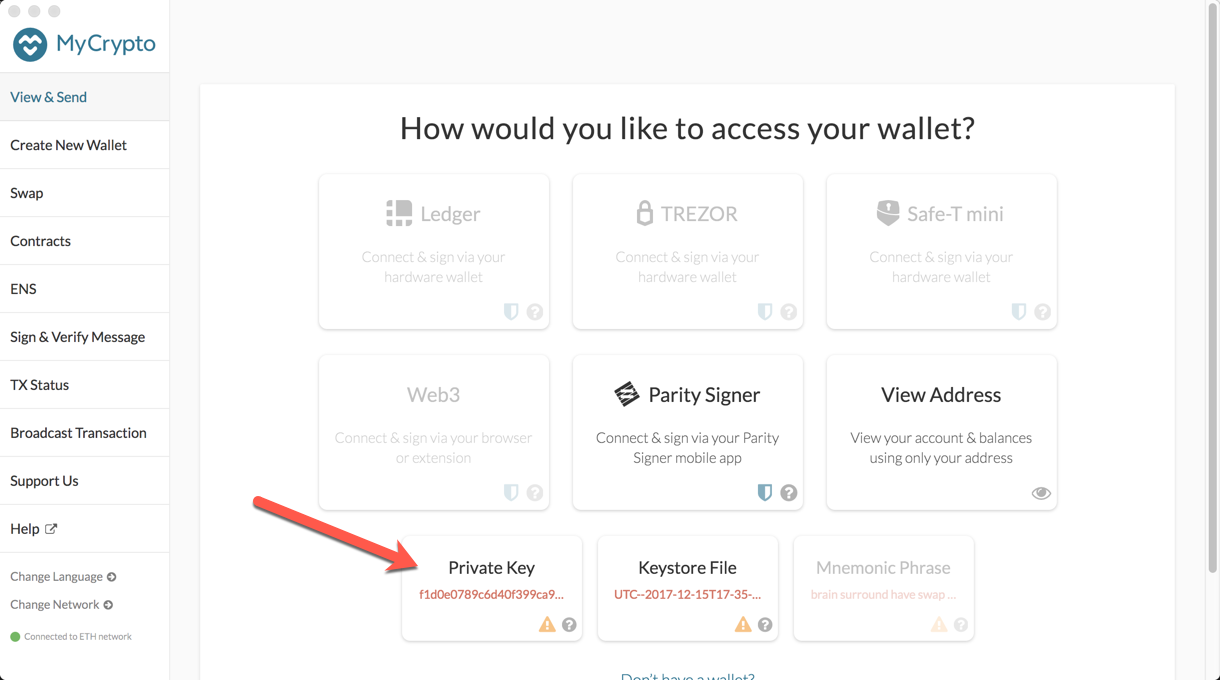 MyCrypto
View & Send
Create New Wallet
Swap
Contracts
ENS
Sign & Verify Message
TX Status
Broadcast Transaction
Support Us
Help
Change Language
Change Network
Connected to ETH network
How would you like to access your wallet?
Ledger
Connect & sign via your
hardware wallet
TREZOR
Connect & sign via your
hardware wallet
Safe-T mini
Connect & sign via your
hardware wallet
Web3
Connect & sign via your browser
or extension
Parity Signer
Connect & sign via your Parity
Signer mobile app
View Address
View your account & balances
using only your address
Private Key
f1d0e0789c6d40f399ca9...
Keystore File
UTC--2017-12-15T17-35-...
Mnemonic Phrase
brain surround have swap ...
Don't have a wallet?